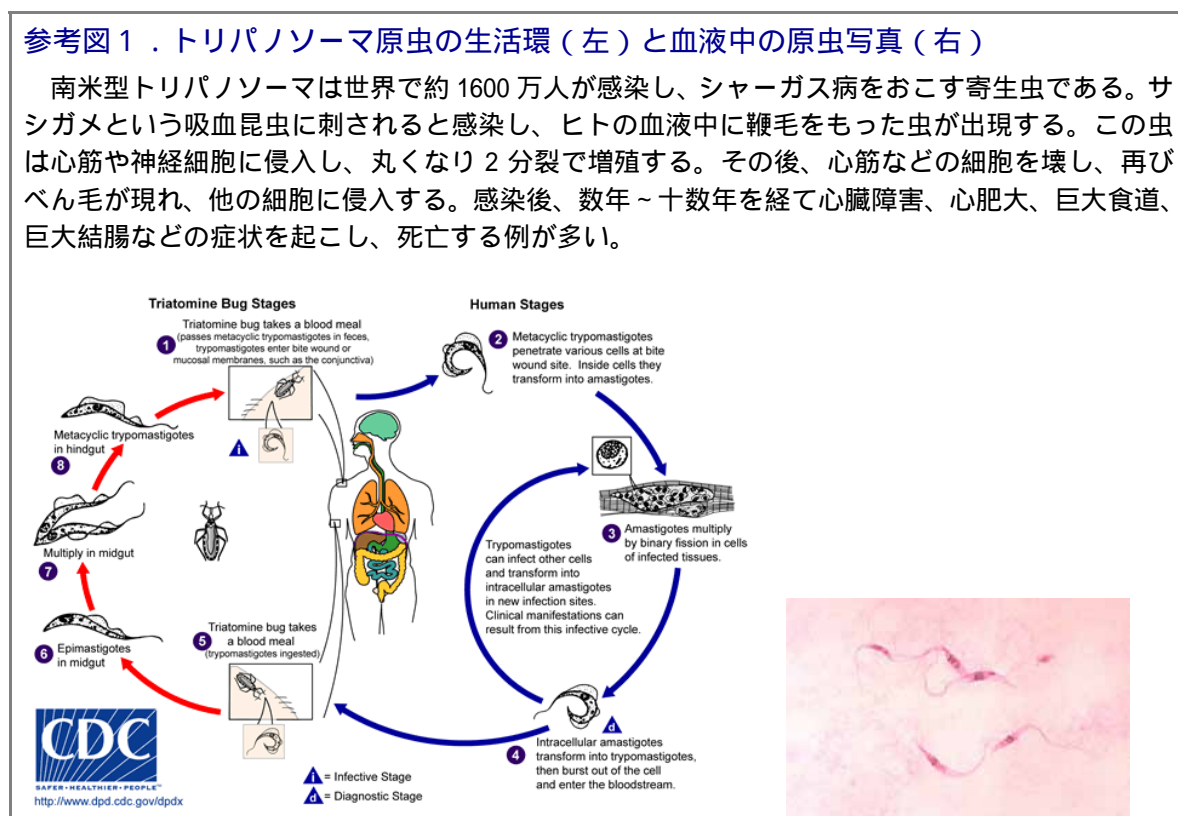 参考図１．トリパノソーマ原虫の生活環（左）と血液中の原虫写真（右）
南米型トリパノソーマは世界で約 1600 万人が感染し、シャーガス病をおこす寄生虫である。サ
シガメという吸血昆虫に刺されると感染し、ヒトの血液中に鞭毛をもった虫が出現する。この虫
は心筋や神経細胞に侵入し、丸くなり 2 分裂で増殖する。その後、心筋などの細胞を壊し、再び
べん毛が現れ、他の細胞に侵入する。感染後、数年～十数年を経て心臓障害、心肥大、巨大食道、
巨大結腸などの症状を起こし、死亡する例が多い。
Triatomine Bug Stages
Human Stages
1
Triatomine bug takes a blood meal
(passes metacyclic trypomastigotes in feces,
trypomastigotes enter bite wound or
mucosal membranes, such as the conjunctiva)
i
2
Metacyclic trypomastigotes
penetrate various cells at bite
wound site. Inside cells they
transform into amastigotes.
3
Amastigotes multiply
by binary fission in cells
of infected tissues.
Trypomastigotes
can infect other cells
and transform into
intracellular amastigotes
in new infection sites.
Clinical manifestations can
result from this infective cycle.
d
4
Intracellular amastigotes
transform into trypomastigotes,
then burst out of the cell
and enter the bloodstream.
5
Triatomine bug takes
a blood meal
(trypomastigotes ingested)
6
Epimastigotes
in midgut
Multiply in midgut
7
Metacyclic trypomastigotes
in hindgut
8
i = Infective Stage
d = Diagnostic Stage
CDC
SAFER•HEALTHIER•PEOPLE™
http://www.dpd.cdc.gov/dpdx